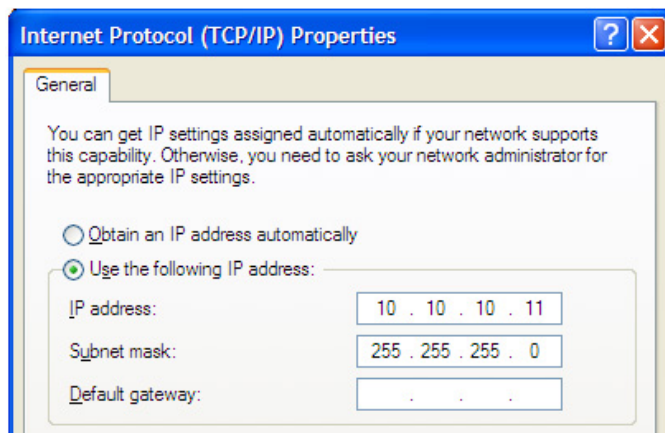 Internet Protocol (TCP/IP) Properties
General
You can get IP settings assigned automatically if your network supports
this capability. Otherwise, you need to ask your network administrator for
the appropriate IP settings.
Obtain an IP address automatically
Use the following IP address:
IP address: 10 . 10 . 10 . 11
Subnet mask: 255 . 255 . 255 . 0
Default gateway: . . .